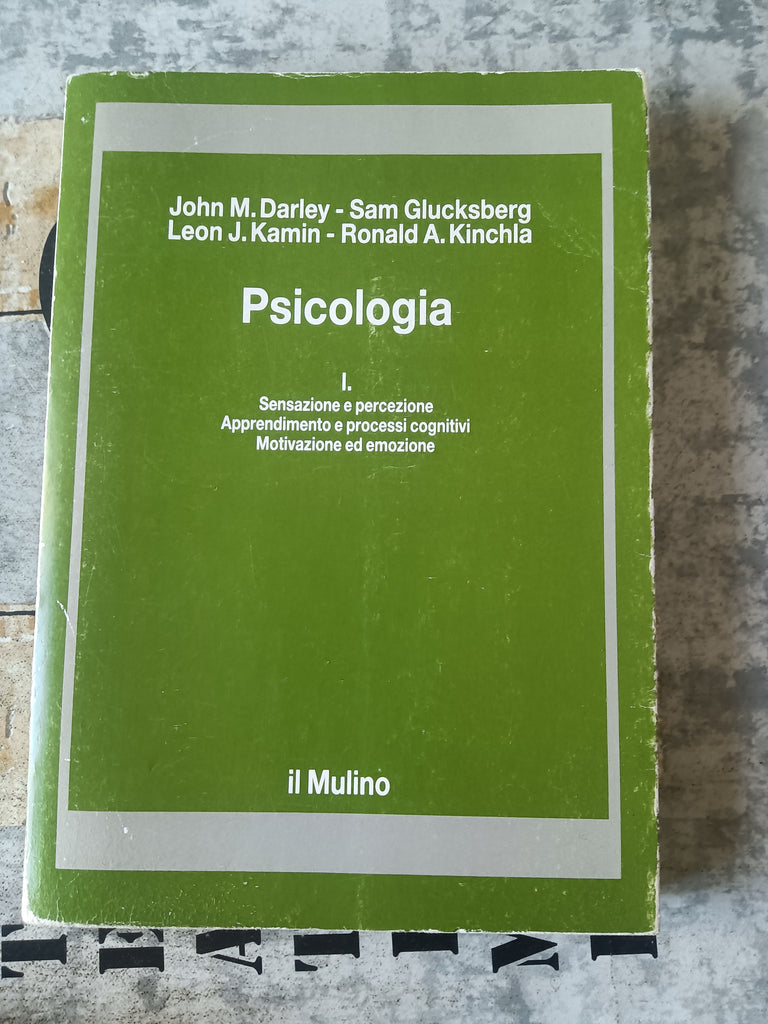 John M. Darley - Sam Glucksberg
Leon J. Kamin - Ronald A. Kinchla
Psicologia
I.
Sensazione e percezione
Apprendimento e processi cognitivi
Motivazione ed emozione
il Mulino